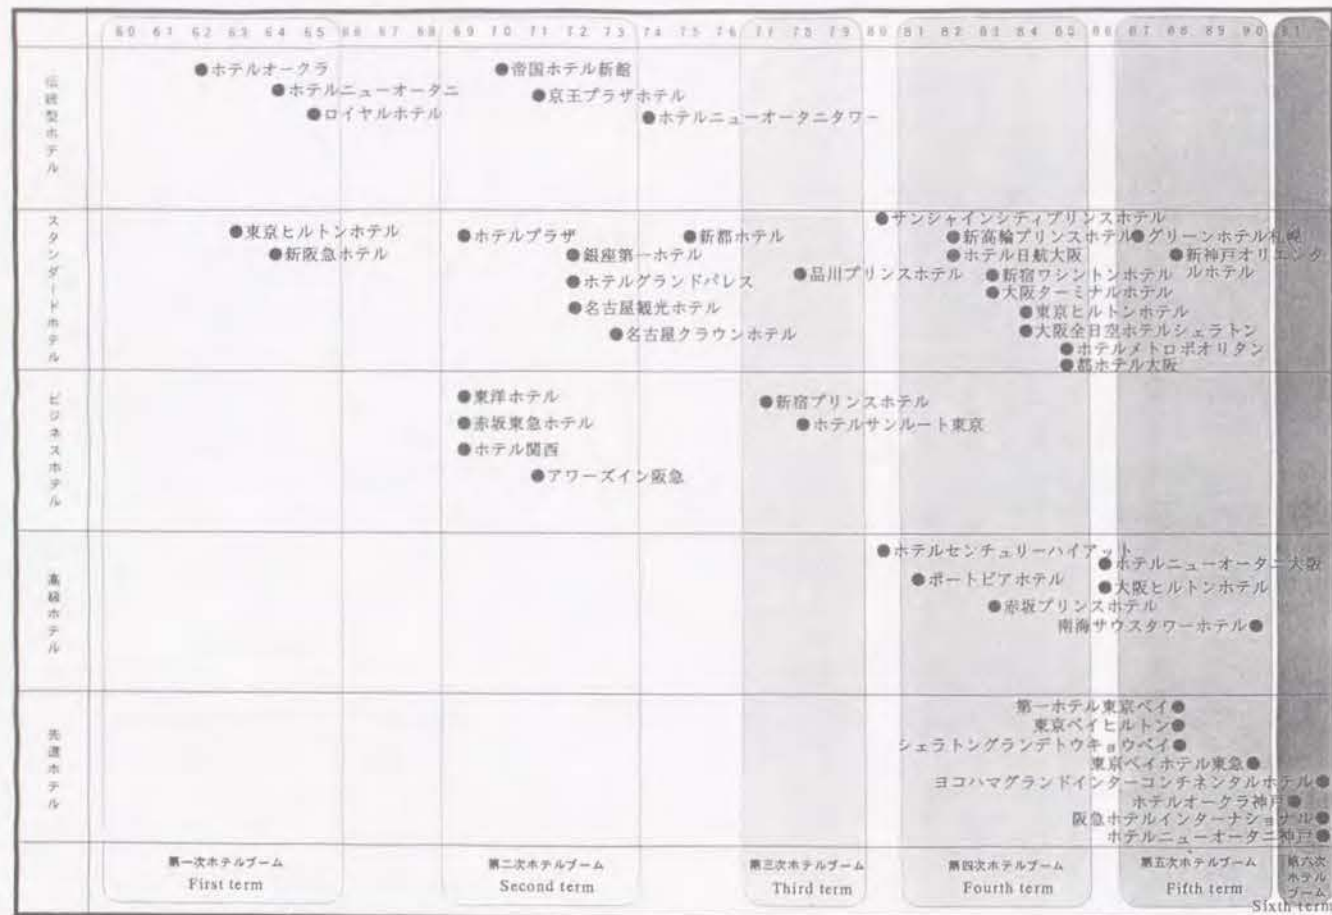 60 61 62 63 64 65 66 67 68 69 70 71 72 73 74 75 76 77 78 79 80 81 82 83 84 85 86 87 88 89 90 91
伝統型ホテル
●ホテルオークラ
●帝国ホテル新館
●ホテルニューオータニ
●京王プラザホテル
●ロイヤルホテル
●ホテルニューオータニタワー
スタンダードホテル
●サンシャインシティプリンスホテル
●東京ヒルトンホテル
●ホテルプラザ
●新都ホテル
●新高輪プリンスホテル
●グリーンホテル札幌
●新阪急ホテル
●銀座第一ホテル
●ホテル日航大阪
●新神戸オリエンタ
ルホテル
●品川プリンスホテル
●新宿ワシントンホテル
●ホテルグランドパレス
●大阪ターミナルホテル
●名古屋観光ホテル
●東京ヒルトンホテル
●名古屋クラウンホテル
●大阪全日空ホテルシェラトン
●ホテルメトロポオリタン
●都ホテル大阪
ビジネスホテル
●東洋ホテル
●新宿プリンスホテル
●赤坂東急ホテル
●ホテルサンルート東京
●ホテル関西
●アワーズイン阪急
高級ホテル
●ホテルセンチュリーハイアット
●ホテルニューオータニ大阪
●ポートピアホテル
●大阪ヒルトンホテル
●赤坂プリンスホテル
南海サウスタワーホテル●
先進ホテル
第一ホテル東京ベイ●
東京ベイヒルトン●
シェラトングランデトウキョウベイ●
東京ベイホテル東急●
ヨコハマグランドインターコンチネンタルホテル●
ホテルオークラ神戸●
阪急ホテルインターナショナル●
ホテルニューオータニ神戸●
第一次ホテルブーム
First term
第二次ホテルブーム
Second term
第三次ホテルブーム
Third term
第四次ホテルブーム
Fourth term
第五次ホテルブーム
Fifth term
第六次
ホテル
ブーム
Sixth term